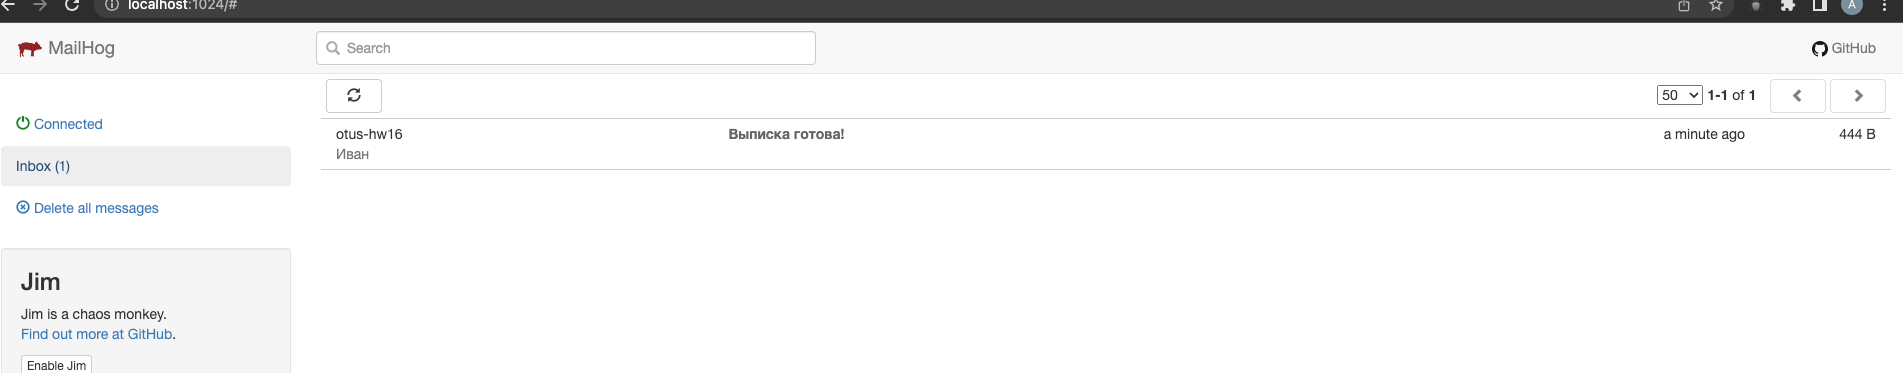 localhost:1024/#
A
MailHog
Search
GitHub
50 1-1 of 1
Connected
otus-hw16 Выписка готова! a minute ago 444 B
Иван
Inbox (1)
Delete all messages
Jim
Jim is a chaos monkey.
Find out more at GitHub.
Enable Jim